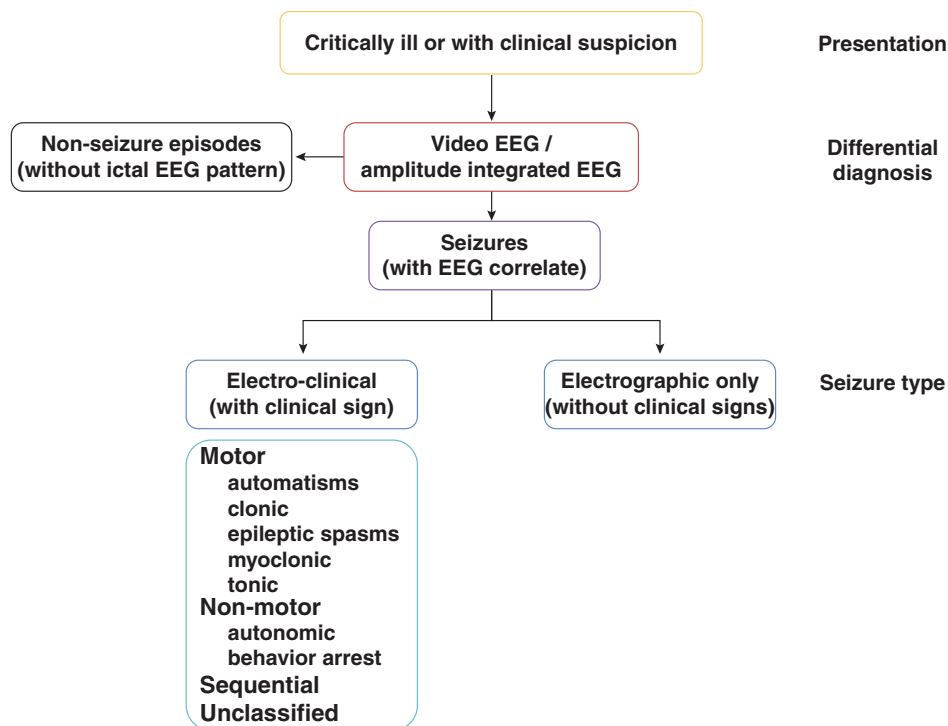 Critically ill or with clinical suspicion
Presentation
Non-seizure episodes
(without ictal EEG pattern)
Video EEG /
amplitude integrated EEG
Differential
diagnosis
Seizures
(with EEG correlate)
Electro-clinical
(with clinical sign)
Electrographic only
(without clinical signs)
Seizure type
Motor
automatisms
clonic
epileptic spasms
myoclonic
tonic
Non-motor
autonomic
behavior arrest
Sequential
Unclassified